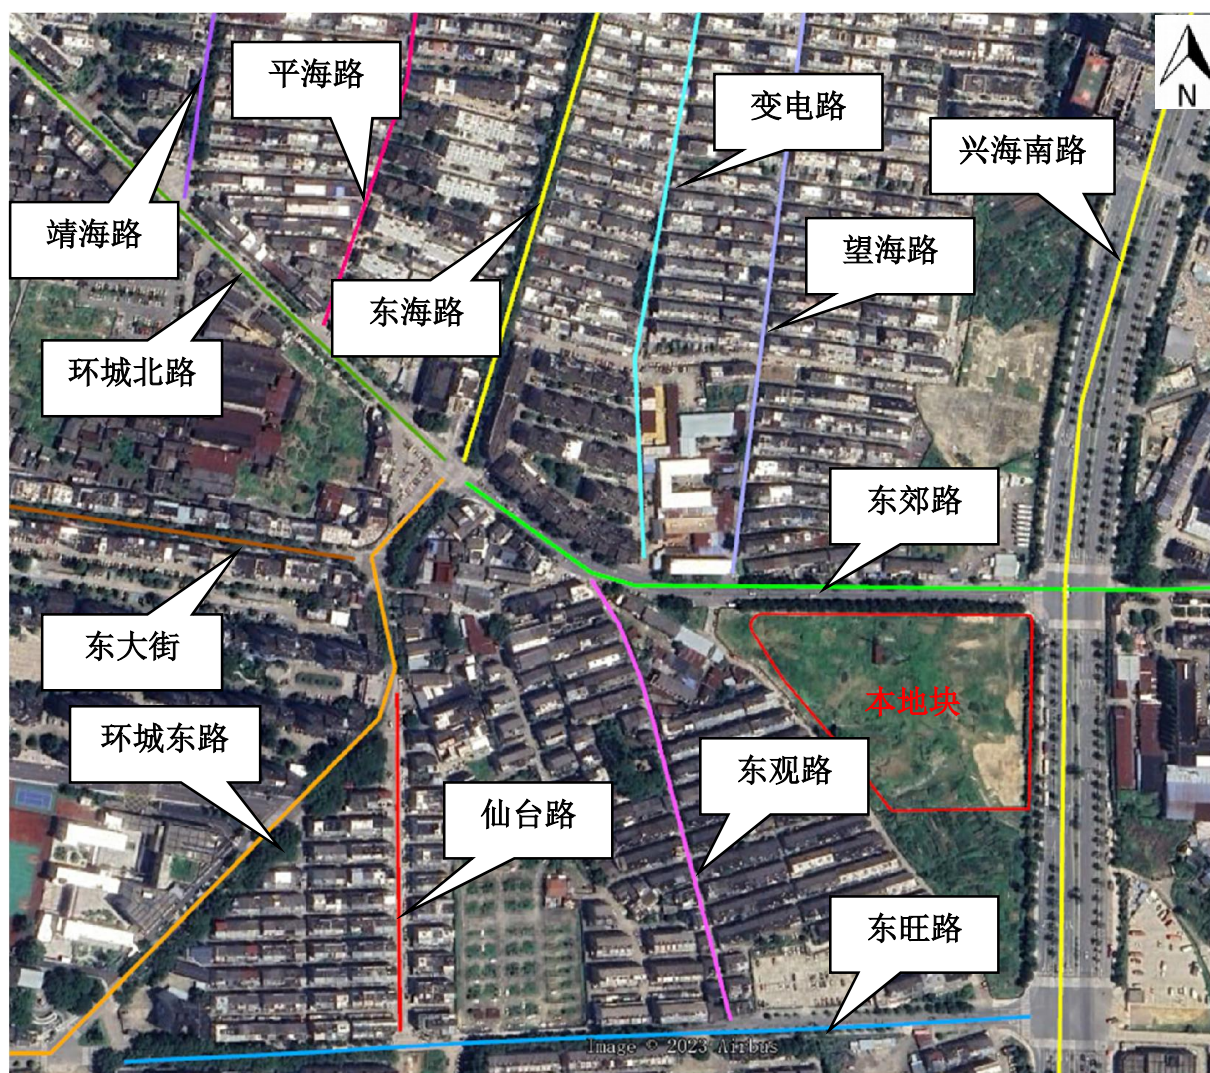 平海路
变电路
兴海南路
N
靖海路
望海路
东海路
环城北路
东郊路
东大街
本地块
环城东路
东观路
仙台路
东旺路
Image © 2023 Airbus